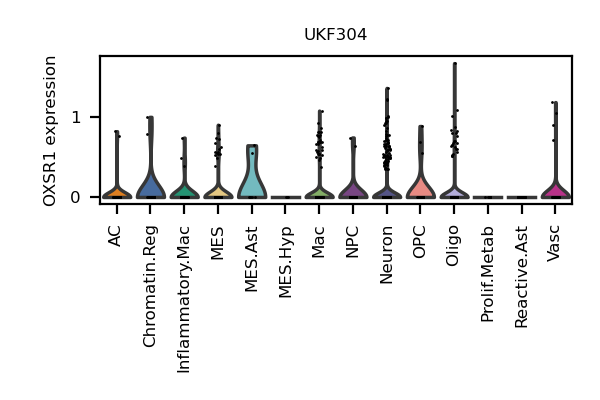 UKF304
OXSR1 expression
1
0
AC
Chromatin.Reg
Inflammatory.Mac
MES
MES.Ast
MES.Hyp
Mac
NPC
Neuron
OPC
Oligo
Prolif.Metab
Reactive.Ast
Vasc